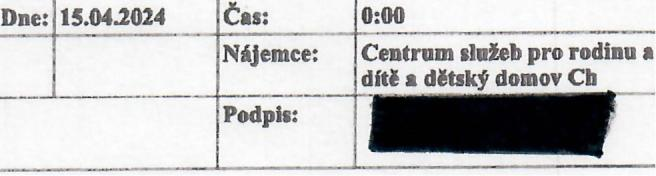 Dne: 15.04.2024 Čas: 0:00
Nájemce: Centrum služeb pro rodinu a
dítě a dětský domov Ch
Podpis: